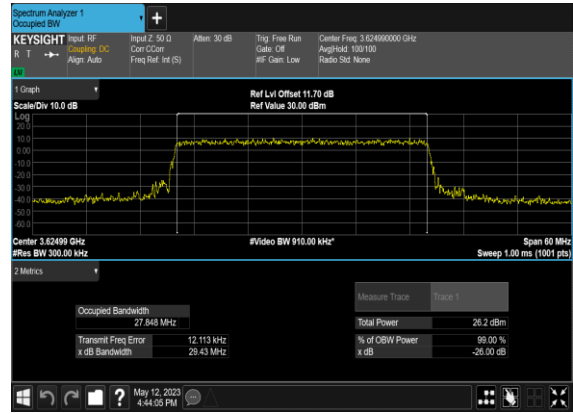 Spectrum Analyzer 1
Occupied BW
+
KEYSIGHT
R T
LW
Input: RF
Coupling: DC
Align: Auto
Input Z: 50 Ω
Corr CCorr
Freq Ref: Int (S)
Atten: 30 dB
Trig: Free Run
Gate: Off
#IF Gain: Low
Center Freq: 3.624990000 GHz
Avg|Hold: 100/100
Radio Std: None
1 Graph
Scale/Div 10.0 dB
Ref Lvl Offset 11.70 dB
Ref Value 30.00 dBm
Log
20.0
10.0
0.00
-10.0
-20.0
-30.0
-40.0
-50.0
-60.0
Center 3.62499 GHz
#Res BW 300.00 kHz
#Video BW 910.00 kHz*
Span 60 MHz
Sweep 1.00 ms (1001 pts)
2 Metrics
Occupied Bandwidth
27.848 MHz
Transmit Freq Error 12.113 kHz
x dB Bandwidth 29.43 MHz
Measure Trace Trace 1
Total Power 26.2 dBm
% of OBW Power 99.00 %
x dB -26.00 dB
?
May 12, 2023
4:44:05 PM